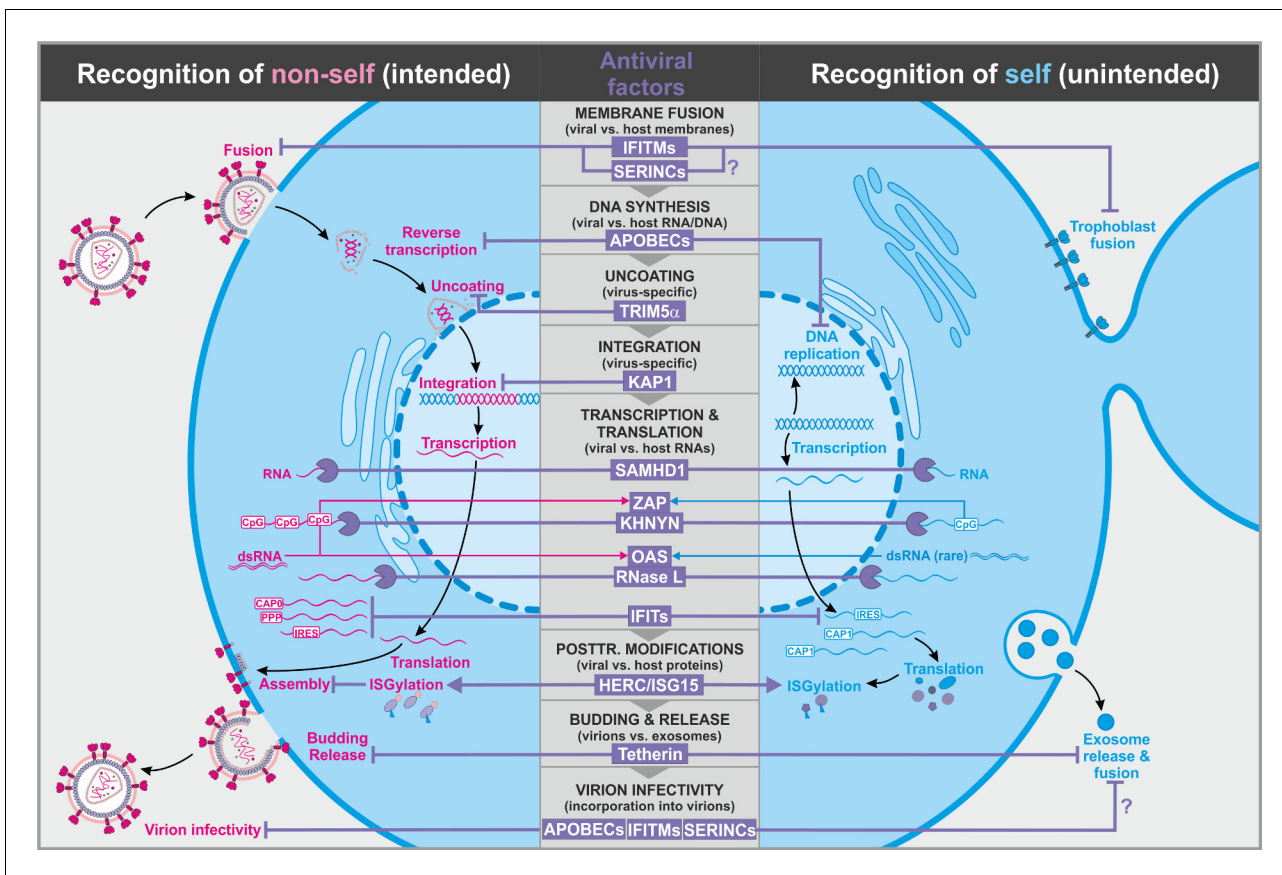 Recognition of non-self (intended)
Antiviral
factors
Recognition of self (unintended)
MEMBRANE FUSION
(viral vs. host membranes)
Fusion
IFITMs
SERINCs
?
Trophoblast
fusion
DNA SYNTHESIS
(viral vs. host RNA/DNA)
Reverse
transcription
APOBECs
UNCOATING
(virus-specific)
Uncoating
TRIM5α
DNA
replication
INTEGRATION
(virus-specific)
Integration
KAP1
TRANSCRIPTION &
TRANSLATION
(viral vs. host RNAs)
Transcription
Transcription
RNA
SAMHD1
RNA
ZAP
CpG CpG CpG
KHNYN
CpG
dsRNA
OAS
dsRNA (rare)
RNase L
CAP0
PPP
IRES
IFITs
IRES
CAP1
CAP1
Translation
Translation
POSTTR. MODIFICATIONS
(viral vs. host proteins)
Assembly
ISGylation
HERC/ISG15
ISGylation
BUDDING & RELEASE
(virions vs. exosomes)
Budding
Release
Tetherin
Exosome
release &
fusion
VIRION INFECTIVITY
(incorporation into virions)
?
Virion infectivity
APOBECs IFITMs SERINCs